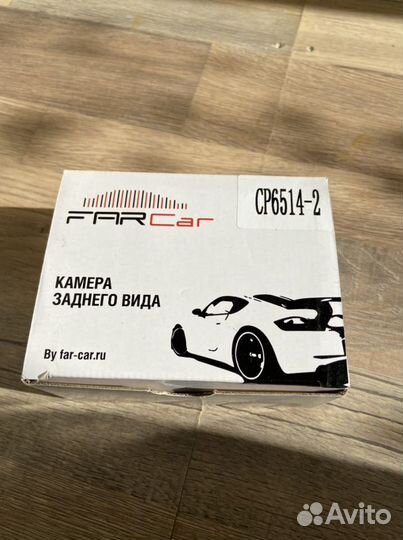 FARCar
CP6514-2
КАМЕРА
ЗАДНЕГО ВИДА
By far-car.ru
Avito